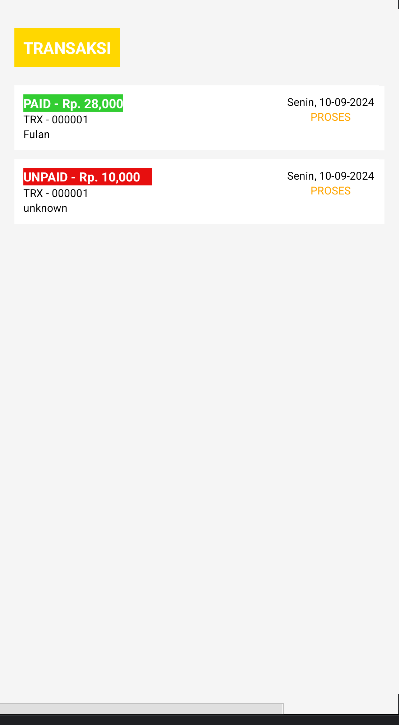 TRANSAKSI
PAID - Rp. 28,000
Senin, 10-09-2024
TRX - 000001
PROSES
Fulan
UNPAID - Rp. 10,000
Senin, 10-09-2024
TRX - 000001
PROSES
unknown